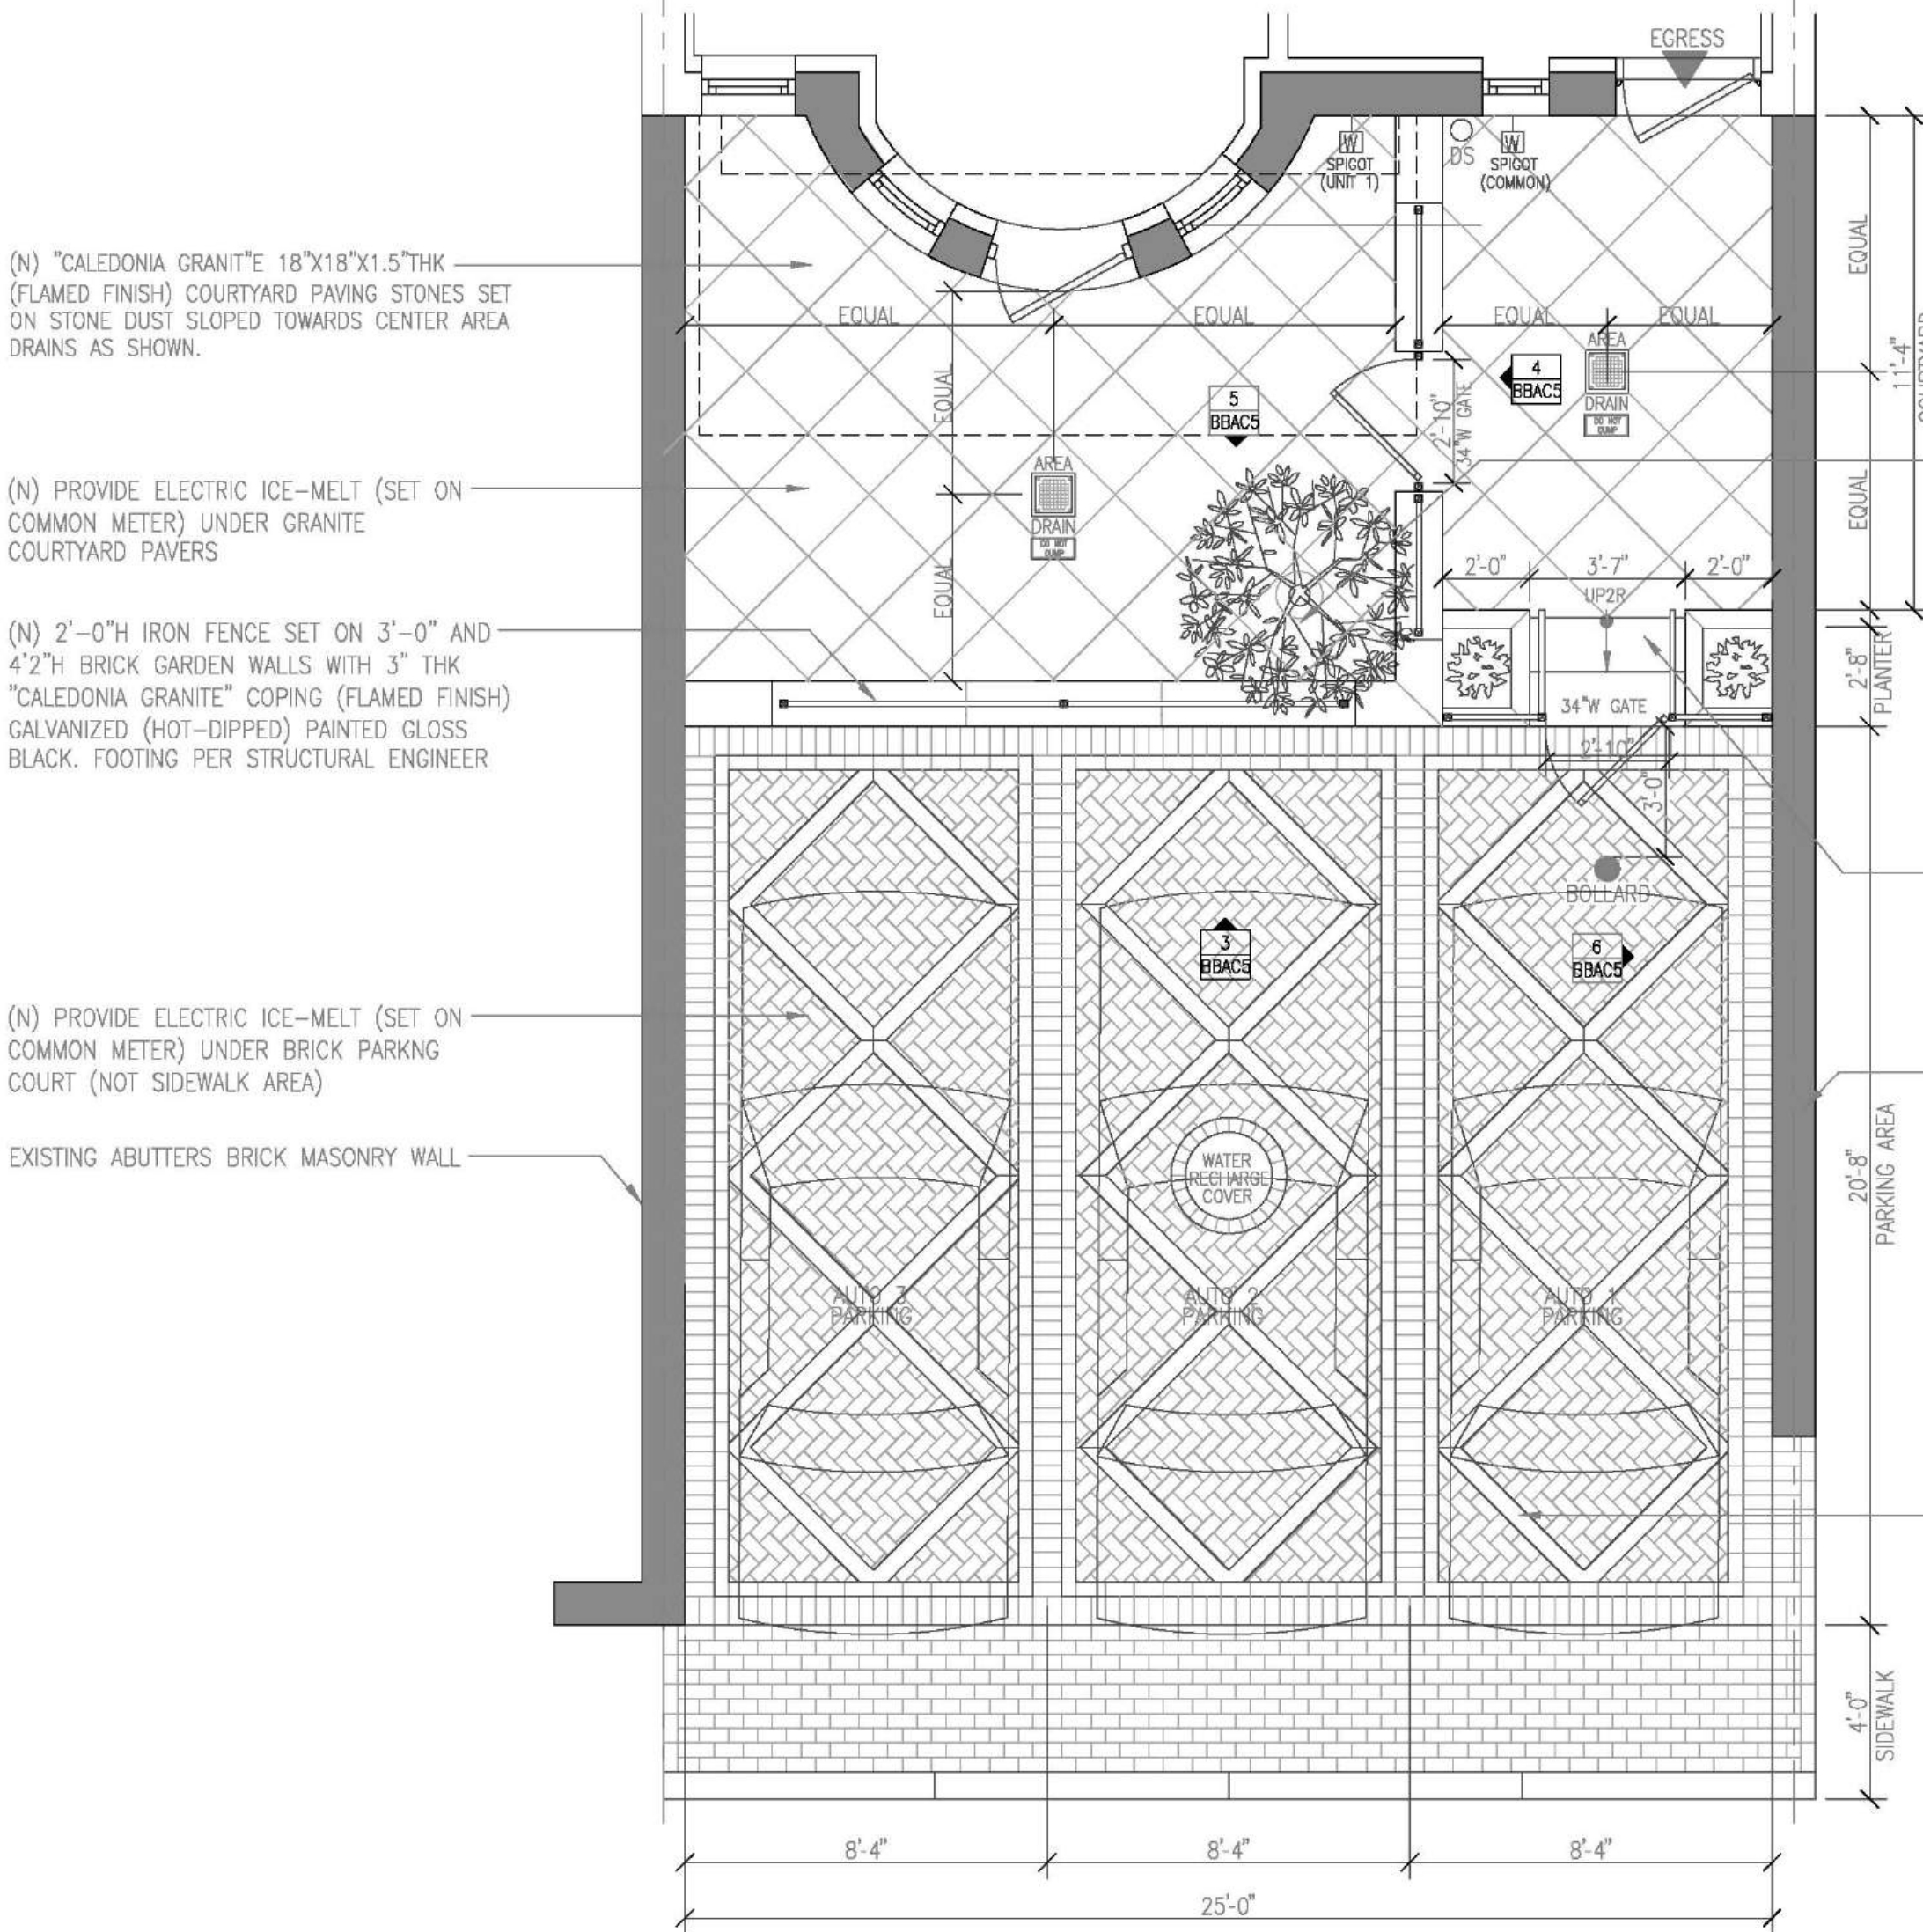 EGRESS
W
SPIGOT
(UNIT 1)
DS
W
SPIGOT
(COMMON)
(N) "CALEDONIA GRANIT"E 18"X18"X1.5"THK
(FLAMED FINISH) COURTYARD PAVING STONES SET
ON STONE DUST SLOPED TOWARDS CENTER AREA
DRAINS AS SHOWN.
EQUAL
EQUAL
EQUAL
EQUAL
EQUAL
11'-4"
AREA
DRAIN
DO NOT
DUMP
4
BBAC5
5
BBAC5
EQUAL
2'-10"
34"W GATE
AREA
DRAIN
DO NOT
DUMP
(N) PROVIDE ELECTRIC ICE-MELT (SET ON
COMMON METER) UNDER GRANITE
COURTYARD PAVERS
EQUAL
EQUAL
2'-0"
3'-7"
2'-0"
UP2R
(N) 2'-0"H IRON FENCE SET ON 3'-0" AND
4'2"H BRICK GARDEN WALLS WITH 3" THK
"CALEDONIA GRANITE" COPING (FLAMED FINISH)
GALVANIZED (HOT-DIPPED) PAINTED GLOSS
BLACK. FOOTING PER STRUCTURAL ENGINEER
2'-8"
PLANTER
34"W GATE
2'-10"
3'-0"
BOLLARD
3
BBAC5
6
BBAC5
(N) PROVIDE ELECTRIC ICE-MELT (SET ON
COMMON METER) UNDER BRICK PARKNG
COURT (NOT SIDEWALK AREA)
EXISTING ABUTTERS BRICK MASONRY WALL
WATER
RECHARGE
COVER
20'-8"
PARKING AREA
AUTO 3
PARKING
AUTO 2
PARKING
AUTO 1
PARKING
4'-0"
SIDEWALK
8'-4"
8'-4"
8'-4"
25'-0"